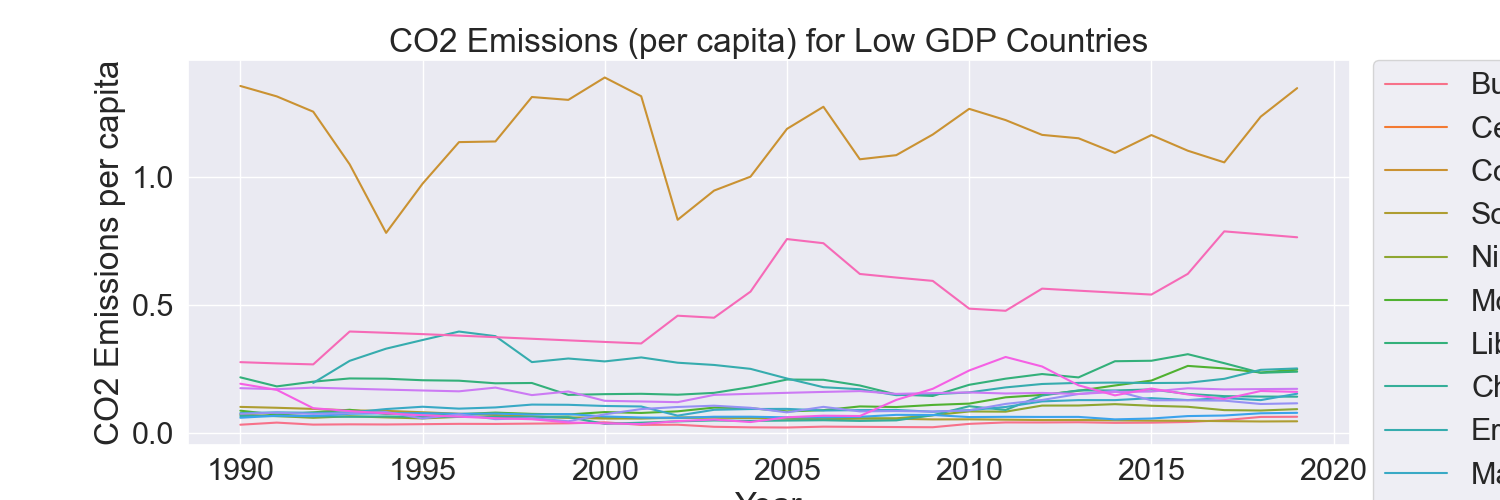 CO2 Emissions (per capita) for Low GDP Countries
CO2 Emissions per capita
1.0
0.5
0.0
1990 1995 2000 2005 2010 2015 2020
Year
Bu
Ce
Co
So
Ni
Mo
Lib
Ch
Er
Ma